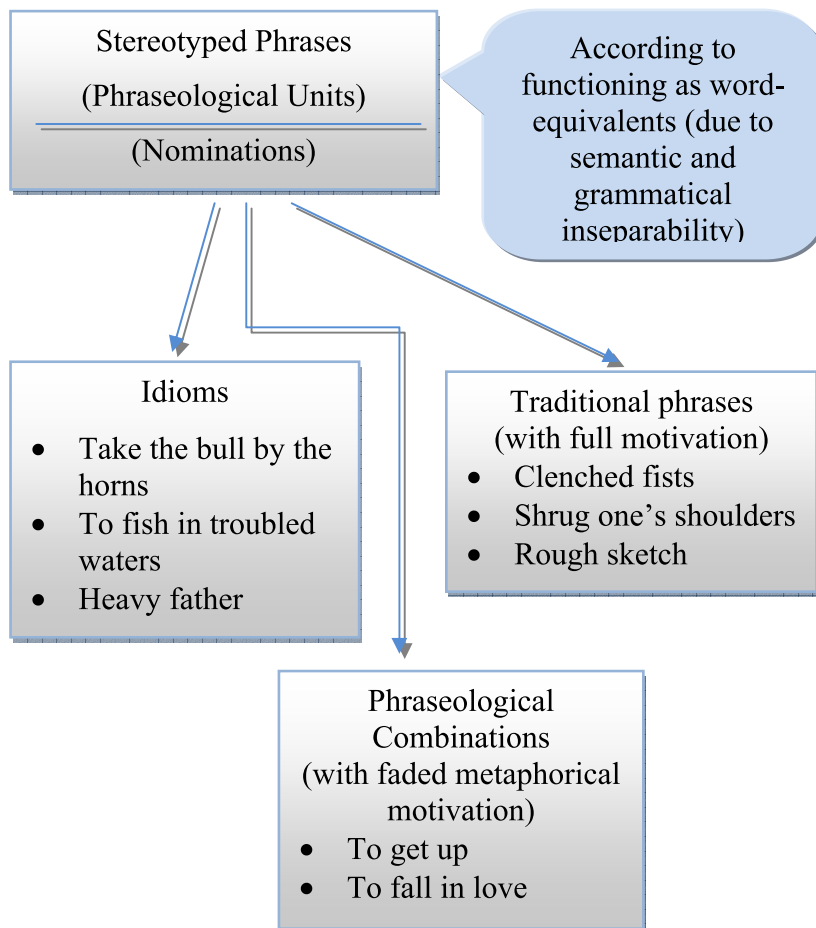 Stereotyped Phrases
(Phraseological Units)
(Nominations)
According to
functioning as word-
equivalents (due to
semantic and
grammatical
inseparability)
Idioms
• Take the bull by the
horns
• To fish in troubled
waters
• Heavy father
Traditional phrases
(with full motivation)
• Clenched fists
• Shrug one’s shoulders
• Rough sketch
Phraseological
Combinations
(with faded metaphorical
motivation)
• To get up
• To fall in love